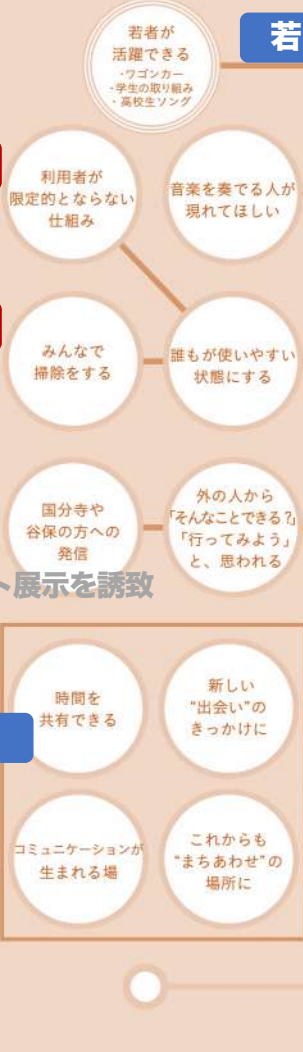 若者が
活躍できる
・ワゴンカー
・学生の取り組み
・高校生ソング
若
利用者が
限定的とならない
仕組み
音楽を奏でる人が
現れてほしい
みんなで
掃除をする
誰もが使いやすい
状態にする
国分寺や
谷保の方への
発信
外の人から
「そんなことできる?」
「行ってみよう」
と、思われる
ト展示を誘致
時間を
共有できる
新しい
“出会い”の
きっかけに
コミュニケーションが
生まれる場
これからも
“まちあわせ”の
場所に